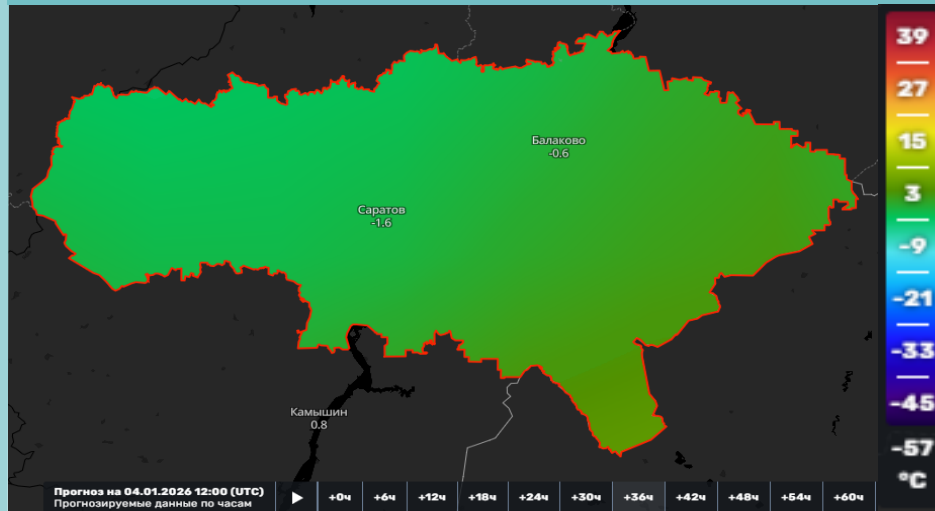 39
27
15
3
-9
-21
-33
-45
-57
°C
Балаково
-0.6
Саратов
-1.6
Камышин
0.8
Прогноз на 04.01.2026 12:00 (UTC)
Прогнозируемые данные по часам
+0ч +6ч +12ч +18ч +24ч +30ч +36ч +42ч +48ч +54ч +60ч